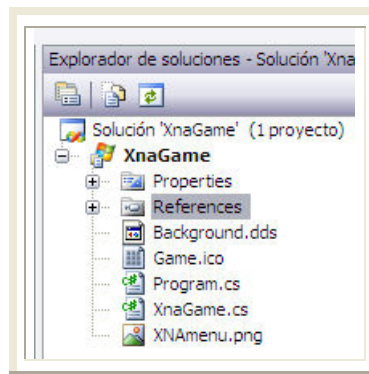 Explorador de soluciones - Solución 'Xna
Solución 'XnaGame' (1 proyecto)
XnaGame
Properties
References
Background.dds
Game.ico
Program.cs
XnaGame.cs
XNAmenu.png